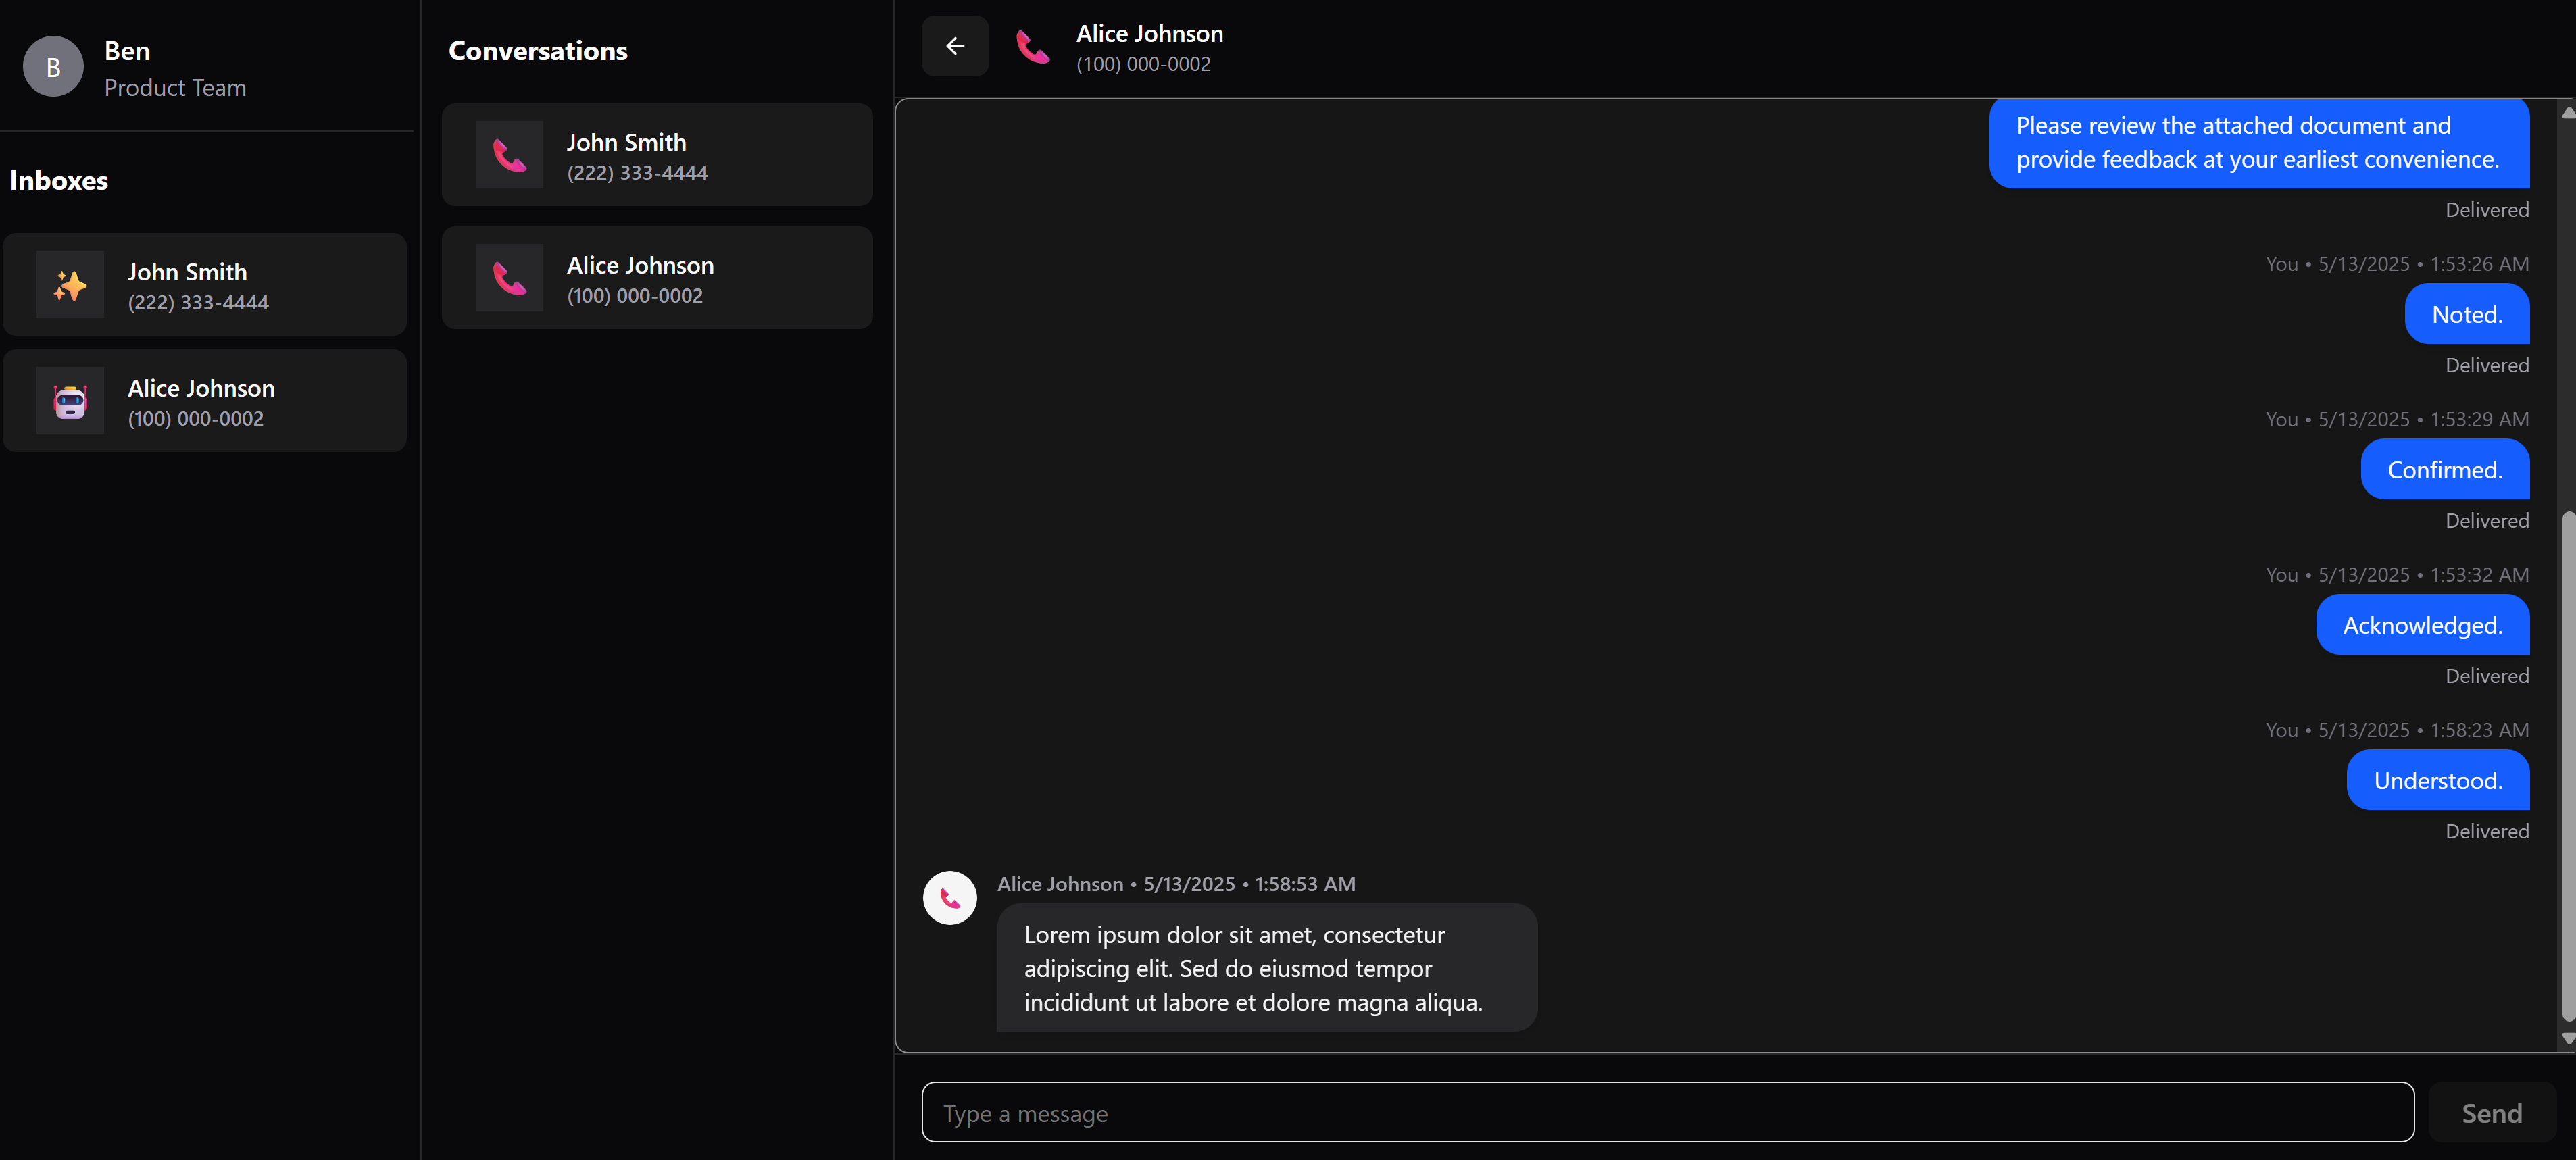 B
Ben
Product Team
Inboxes
John Smith
(222) 333-4444
Alice Johnson
(100) 000-0002
Conversations
John Smith
(222) 333-4444
Alice Johnson
(100) 000-0002
Alice Johnson
(100) 000-0002
Please review the attached document and
provide feedback at your earliest convenience.
Delivered
You • 5/13/2025 • 1:53:26 AM
Noted.
Delivered
You • 5/13/2025 • 1:53:29 AM
Confirmed.
Delivered
You • 5/13/2025 • 1:53:32 AM
Acknowledged.
Delivered
You • 5/13/2025 • 1:58:23 AM
Understood.
Delivered
Alice Johnson • 5/13/2025 • 1:58:53 AM
Lorem ipsum dolor sit amet, consectetur
adipiscing elit. Sed do eiusmod tempor
incididunt ut labore et dolore magna aliqua.
Type a message
Send